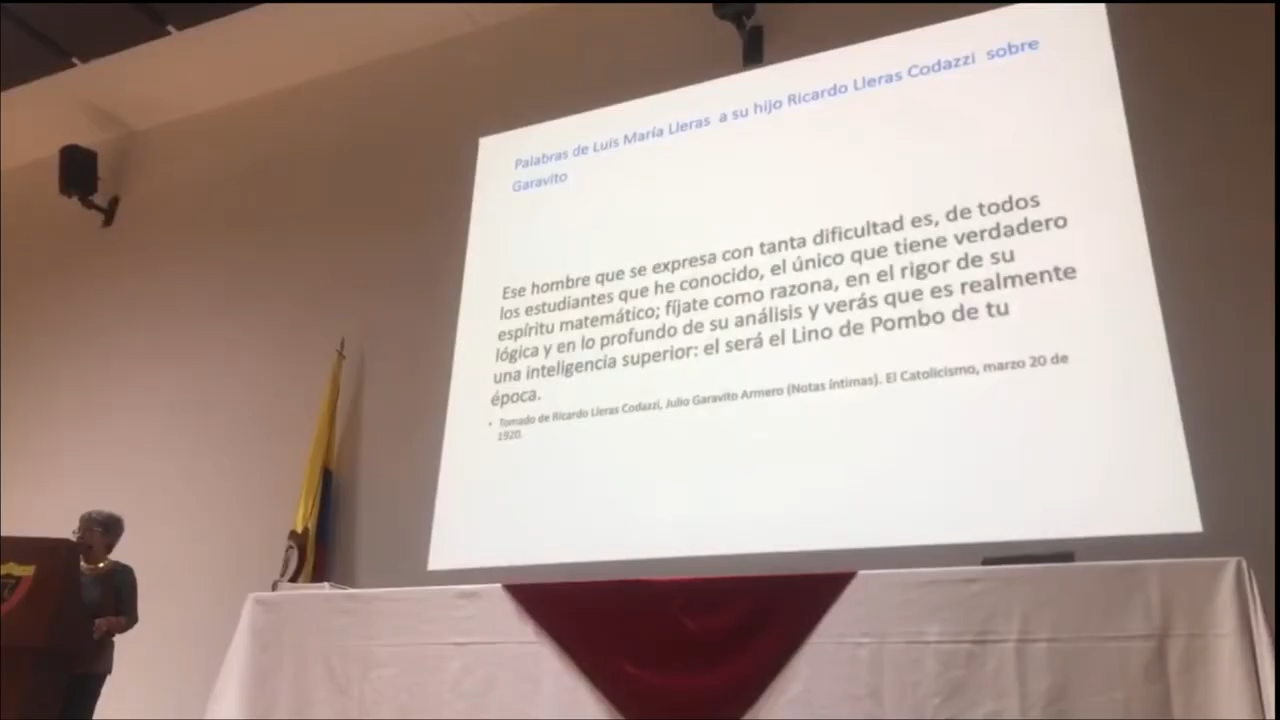 Palabras de Luis María Lleras a su hijo Ricardo Lleras Codazzi sobre
Garavito
Ese hombre que se expresa con tanta dificultad es, de todos
los estudiantes que he conocido, el único que tiene verdadero
espíritu matemático; fíjate como razona, en el rigor de su
lógica y en lo profundo de su análisis y verás que es realmente
una inteligencia superior: el será el Lino de Pombo de tu
época.
• Tomado de Ricardo Lleras Codazzi, Julio Garavito Armero (Notas íntimas). El Catolicismo, marzo 20 de
1920.